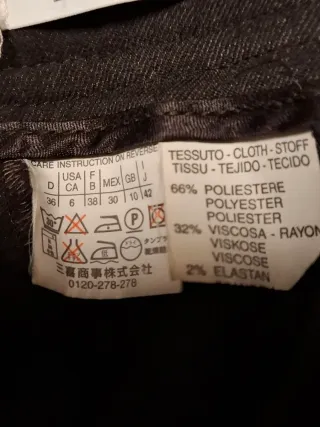 CARE INSTRUCTION ON REVERSE
D USA CA F B MEX GB I J
36 6 38 30 10 42
P
三嘉商事株式会社
0120-278-278
TESSUTO - CLOTH - STOFF
TISSU - TEJIDO - TECIDO
66% POLIESTERE
POLYESTER
POLIESTER
32% VISCOSA - RAYON
VISKOSE
VISCOSE
2% ELASTAN